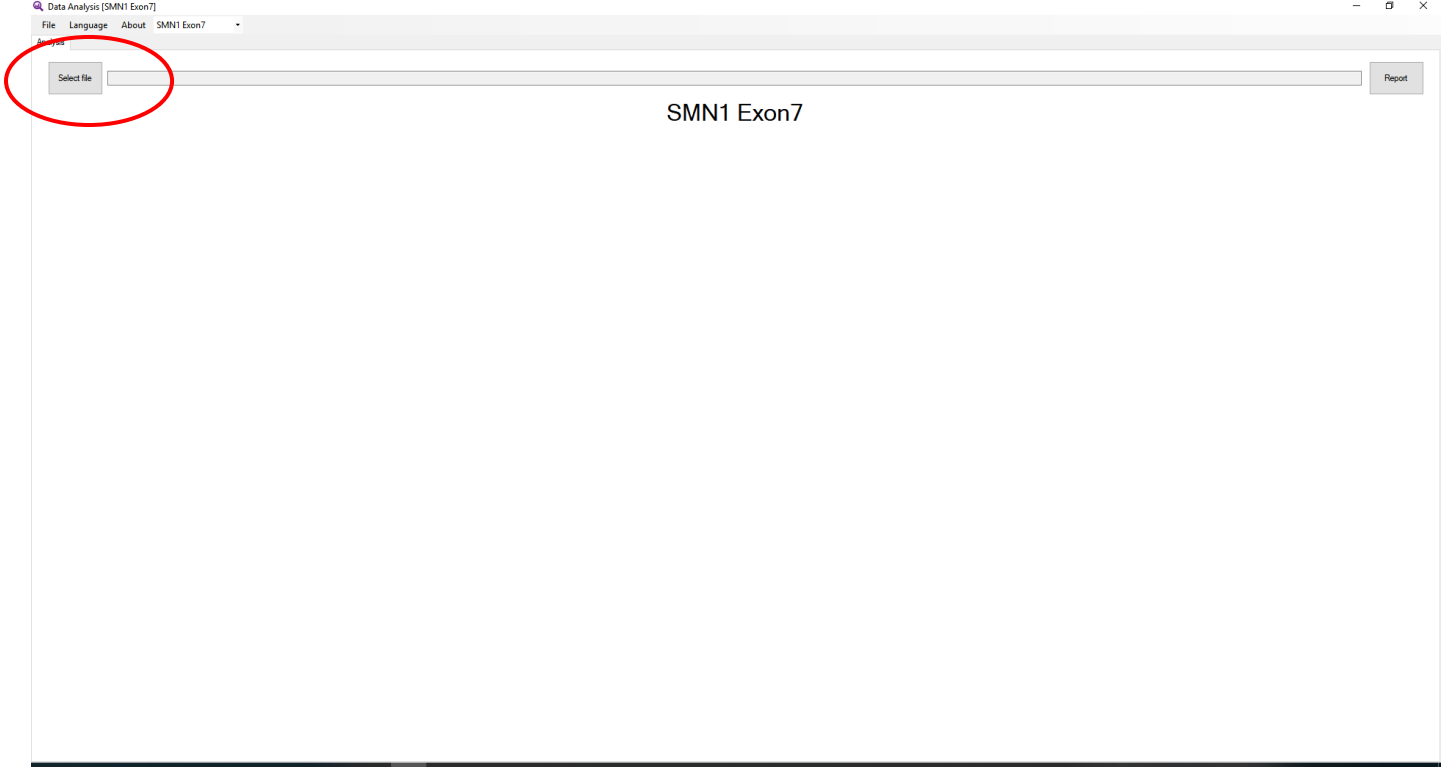 Data Analysis [SMN1 Exon7]
File Language About SMN1 Exon7
Analysis
Select file
Report
SMN1 Exon7